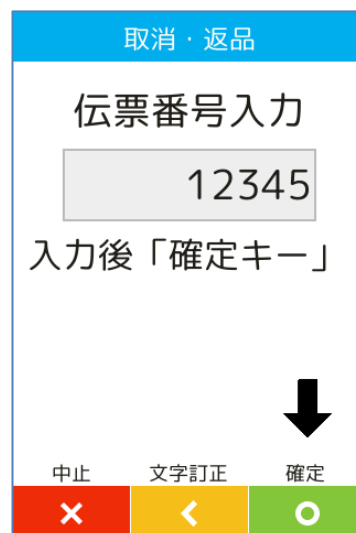 取消・返品
伝票番号入力
12345
入力後「確定キー」
中止 文字訂正 確定